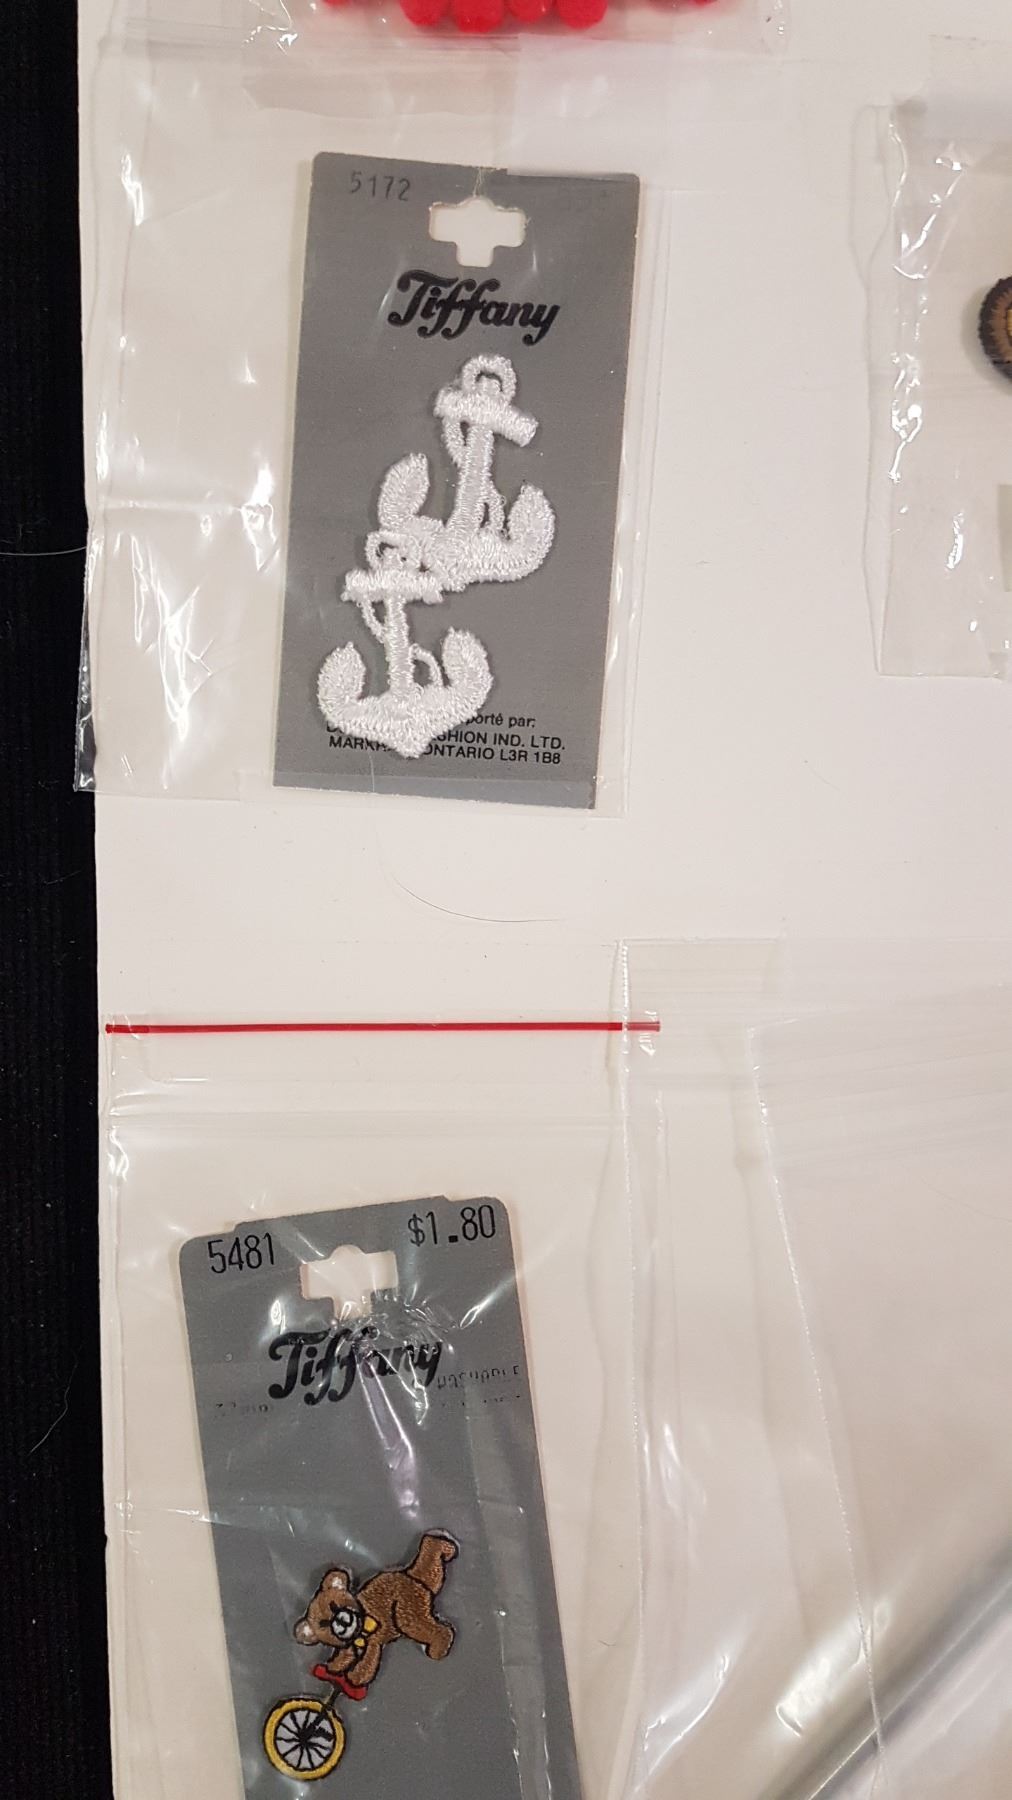 5172
Tiffany
porté par:
SHION IND. LTD.
ONTARIO L3R 1B8
5481
$1.80
Tiffany